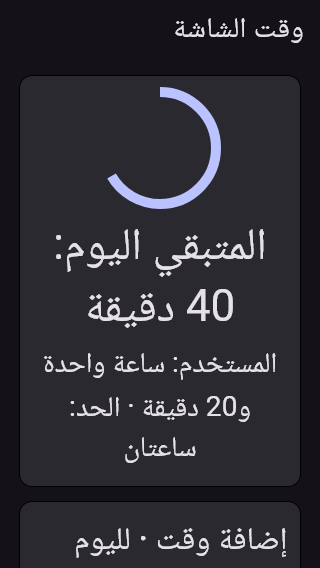 وقت الشاشة
المتبقي اليوم:
40 دقيقة
المستخدم: ساعة واحدة
و20 دقيقة · الحد:
ساعتان
إضافة وقت · لليوم